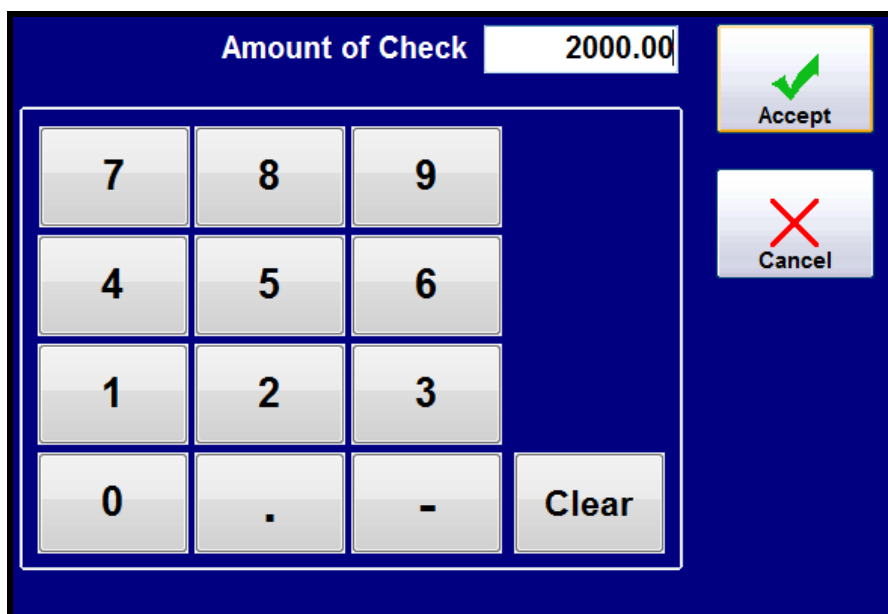 Amount of Check 2000.00
Accept
7 8 9
Cancel
4 5 6
1 2 3
0 . - Clear